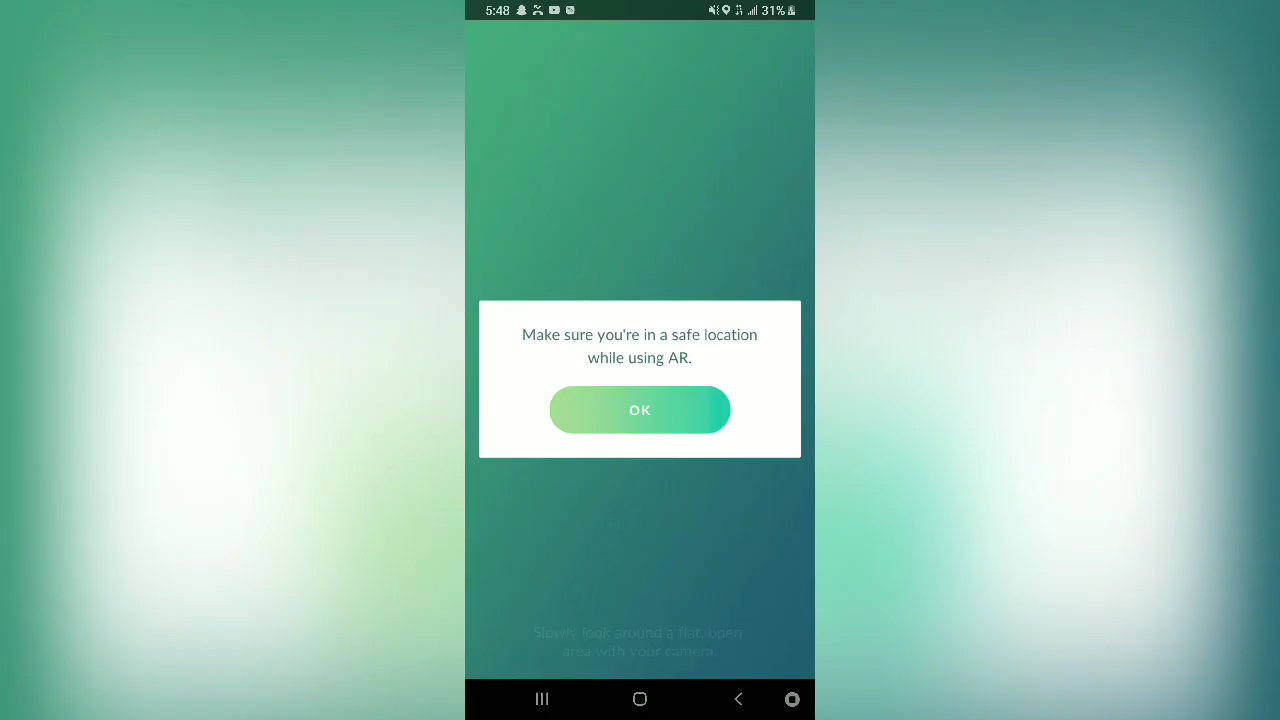 5:48 31%
Make sure you're in a safe location
while using AR.
OK
Slowly look around a flat, open
area with your camera.